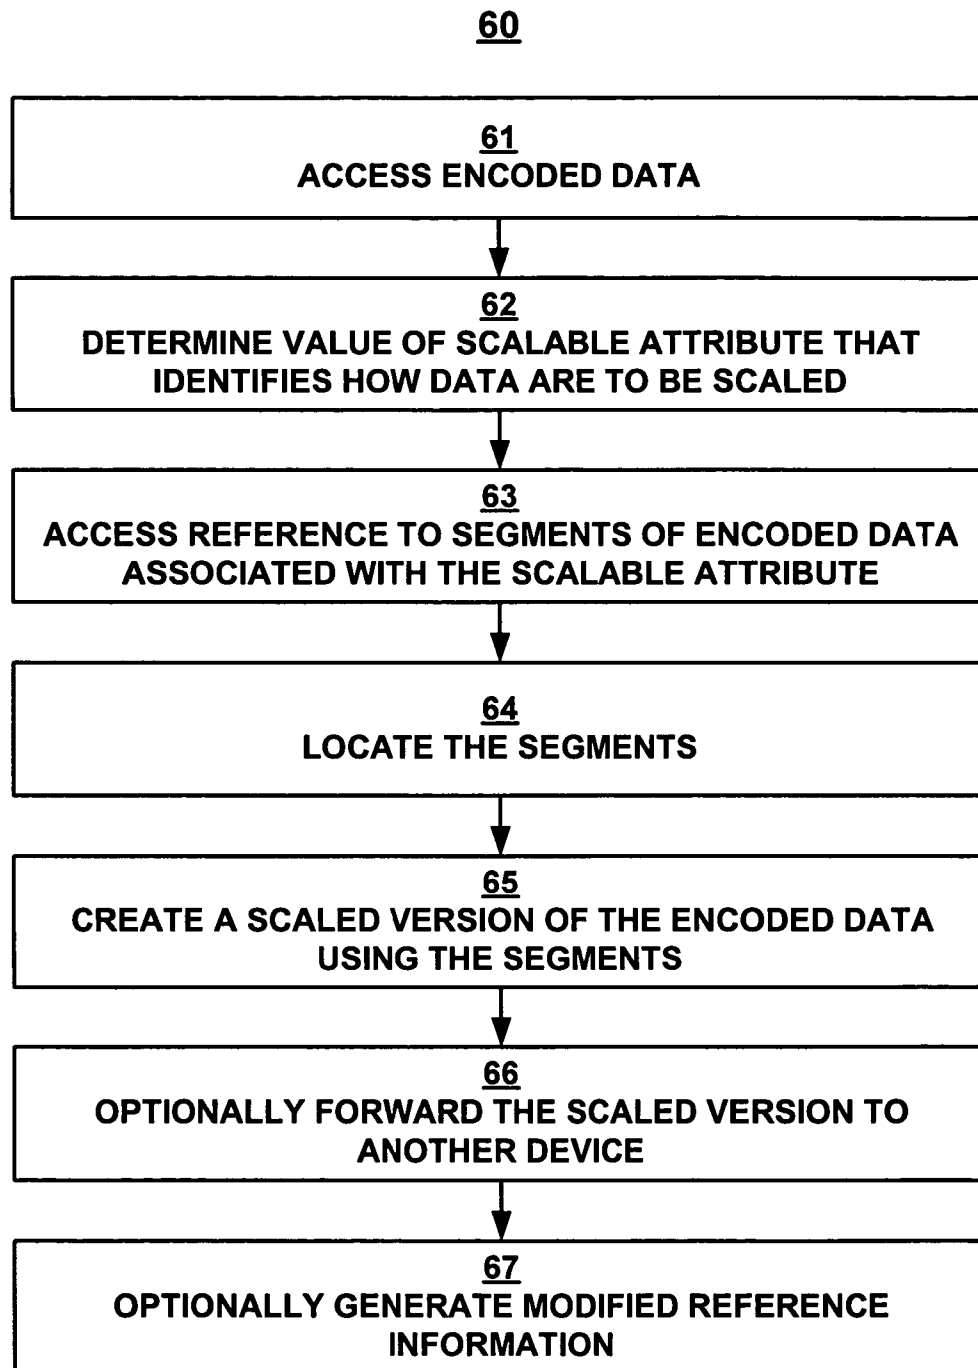 60
61
ACCESS ENCODED DATA
62
DETERMINE VALUE OF SCALABLE ATTRIBUTE THAT
IDENTIFIES HOW DATA ARE TO BE SCALED
63
ACCESS REFERENCE TO SEGMENTS OF ENCODED DATA
ASSOCIATED WITH THE SCALABLE ATTRIBUTE
64
LOCATE THE SEGMENTS
65
CREATE A SCALED VERSION OF THE ENCODED DATA
USING THE SEGMENTS
66
OPTIONALLY FORWARD THE SCALED VERSION TO
ANOTHER DEVICE
67
OPTIONALLY GENERATE MODIFIED REFERENCE
INFORMATION